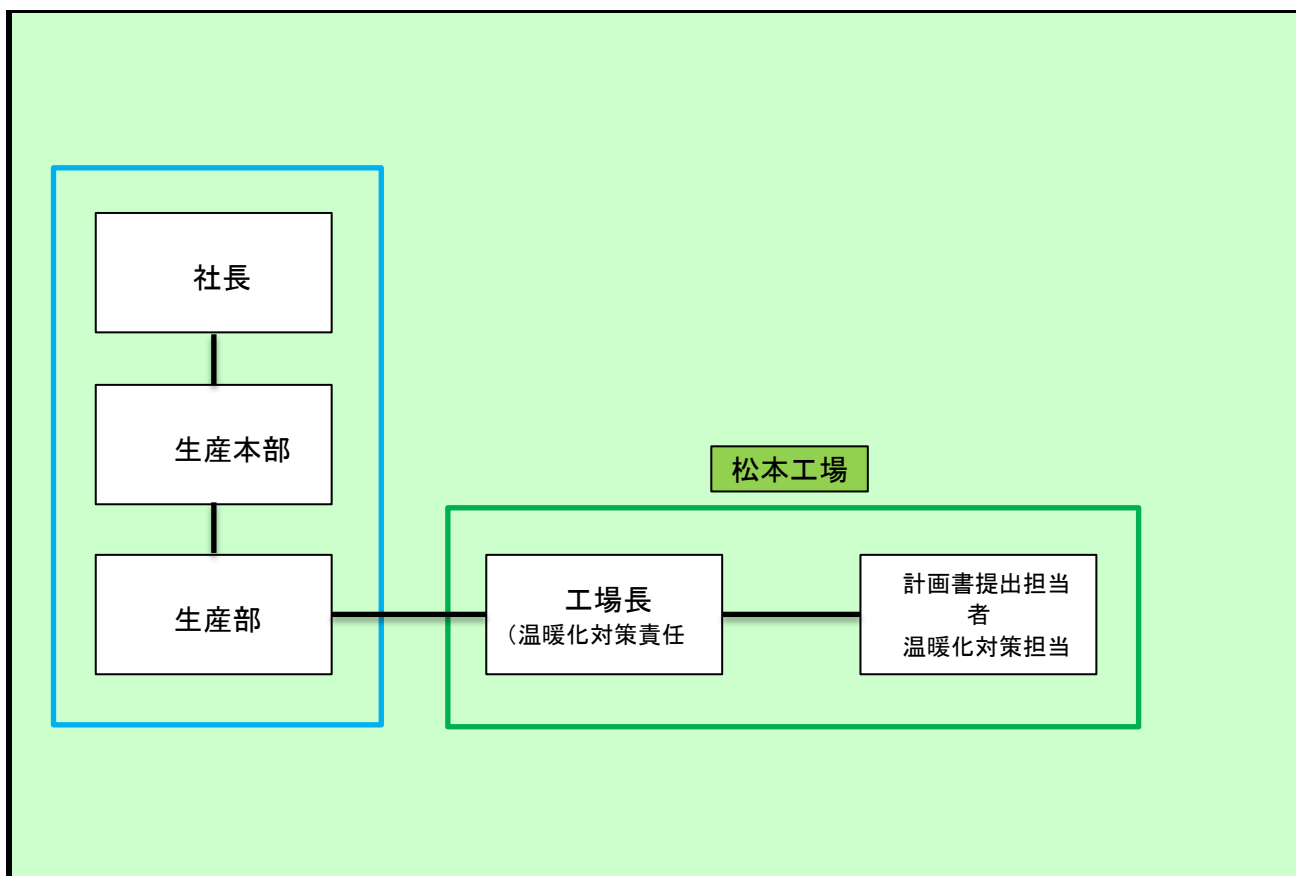 社長
生産本部
生産部
松本工場
工場長
（温暖化対策責任
計画書提出担当
者
温暖化対策担当